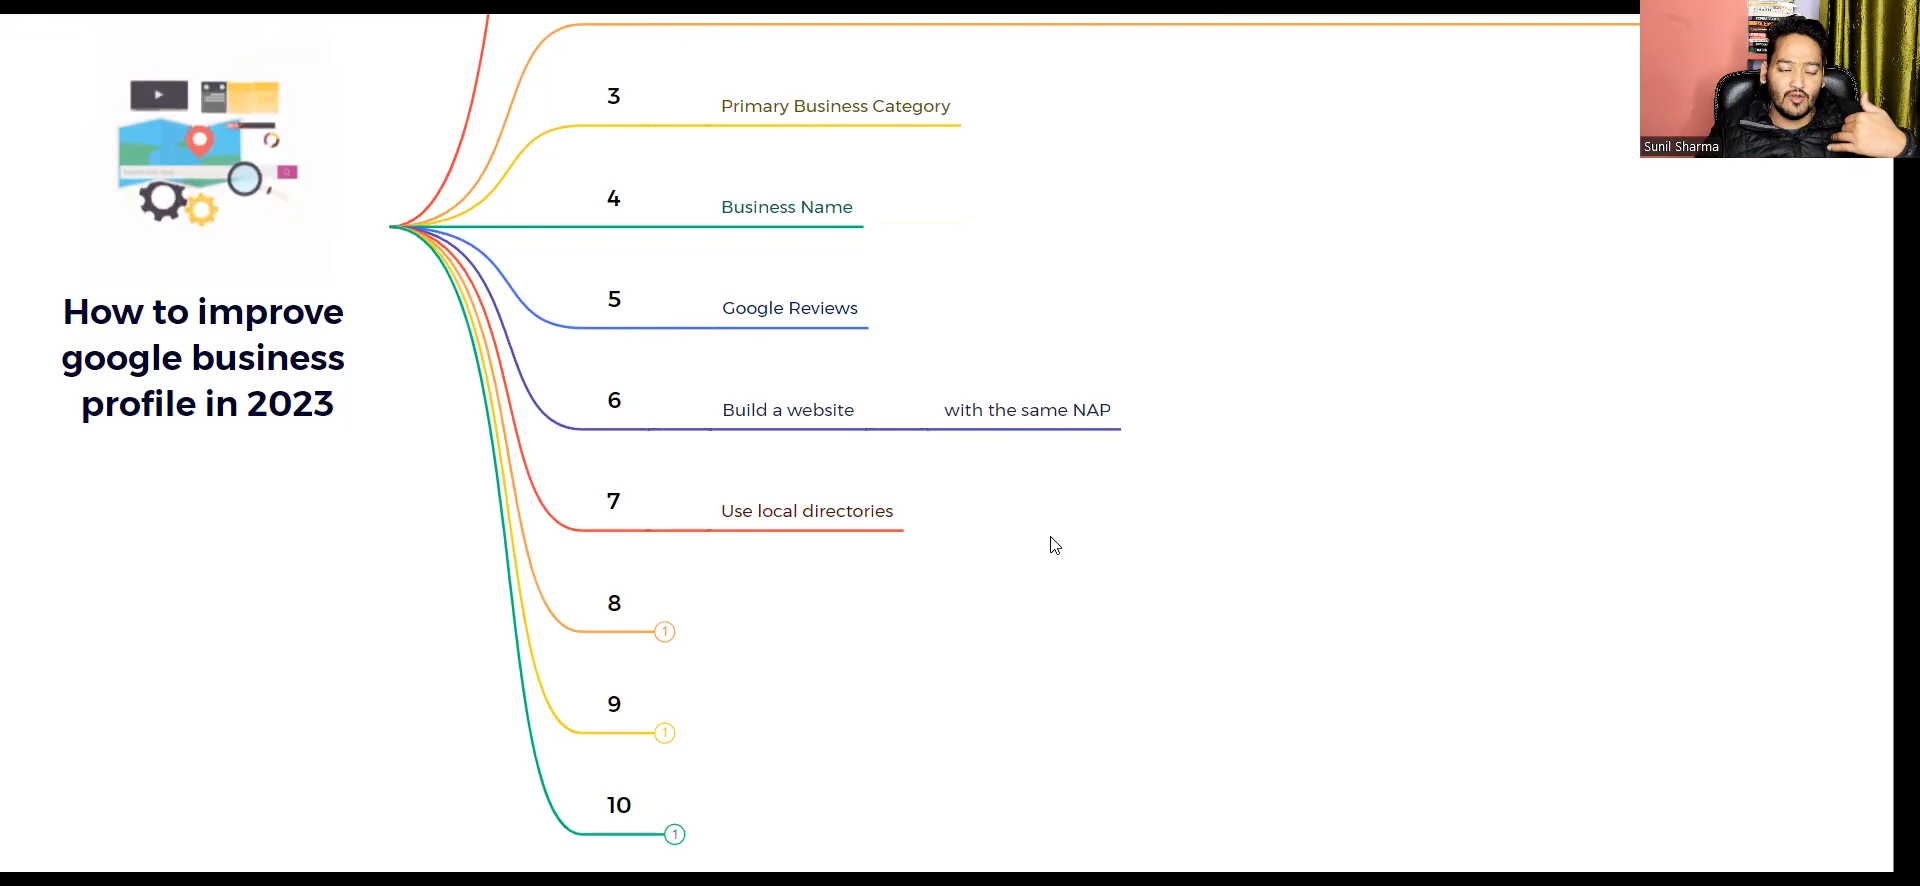 How to improve
google business
profile in 2023
3
Primary Business Category
4
Business Name
5
Google Reviews
6
Build a website
with the same NAP
7
Use local directories
8
1
9
1
10
1
Sunil Sharma